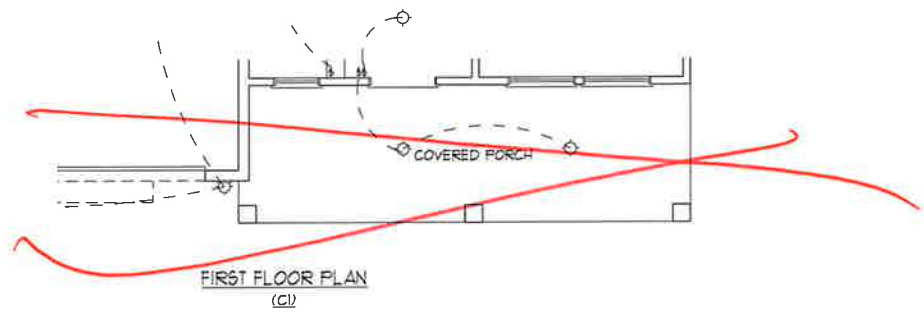 COVERED PORCH
FIRST FLOOR PLAN
(C1)